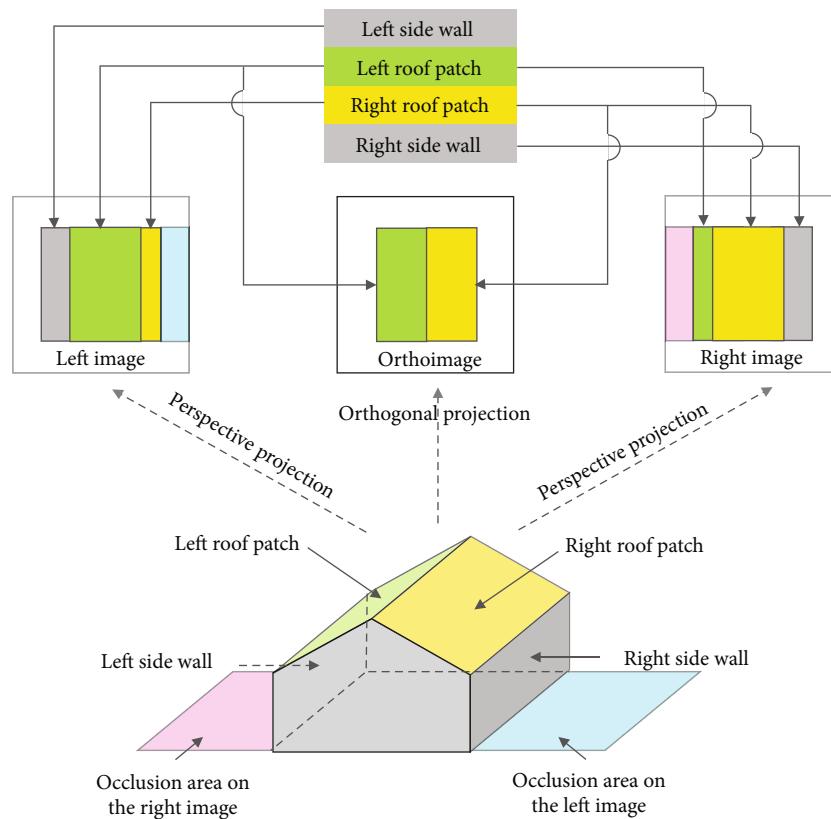 Left side wall
Left roof patch
Right roof patch
Right side wall
Left image
Orthoimage
Right image
Perspective projection
Orthogonal projection
Perspective projection
Left roof patch
Right roof patch
Left side wall
Right side wall
Occlusion area on
the right image
Occlusion area on
the left image